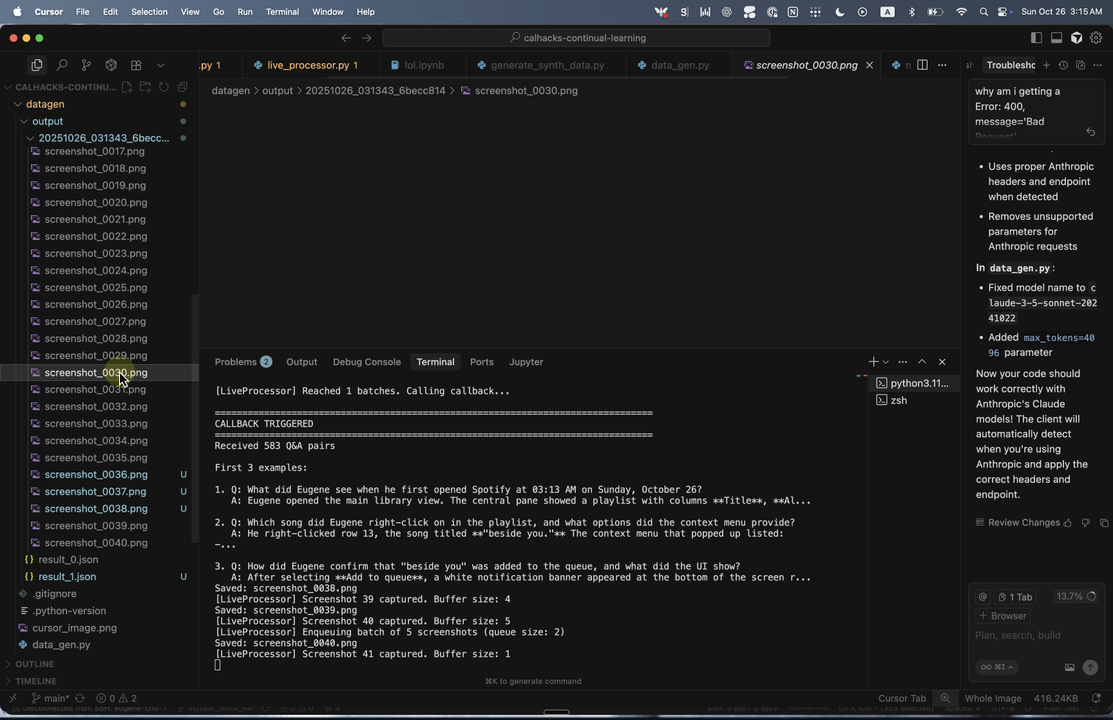 Cursor File Edit Selection View Go Run Terminal Window Help
A
Sun Oct 26 3:15 AM
calhacks-continual-learning
.py 1
live_processor.py 1
lol.ipynb
generate_synth_data.py
data_gen.py
screenshot_0030.png
Troublesho
CALHACKS-CONTINU...
datagen
output
20251026_031343_6becc...
screenshot_0017.png
screenshot_0018.png
screenshot_0019.png
screenshot_0020.png
screenshot_0021.png
screenshot_0022.png
screenshot_0023.png
screenshot_0024.png
screenshot_0025.png
screenshot_0026.png
screenshot_0027.png
screenshot_0028.png
screenshot_0029.png
screenshot_0030.png
screenshot_0031.png
screenshot_0032.png
screenshot_0033.png
screenshot_0034.png
screenshot_0035.png
screenshot_0036.png U
screenshot_0037.png U
screenshot_0038.png U
screenshot_0039.png
screenshot_0040.png
{} result_0.json
{} result_1.json U
.gitignore
.python-version
cursor_image.png
data_gen.py
OUTLINE
TIMELINE
datagen > output > 20251026_031343_6becc814 > screenshot_0030.png
Problems 2 Output Debug Console Terminal Ports Jupyter
[LiveProcessor] Reached 1 batches. Calling callback...
================================================================================
CALLBACK TRIGGERED
================================================================================
Received 583 Q&A pairs
First 3 examples:
1. Q: What did Eugene see when he first opened Spotify at 03:13 AM on Sunday, October 26?
A: Eugene opened the main library view. The central pane showed a playlist with columns **Title**, **Al...
2. Q: Which song did Eugene right-click on in the playlist, and what options did the context menu provide?
A: He right-clicked row 13, the song titled **"beside you."** The context menu that popped up listed:
–...
3. Q: How did Eugene confirm that "beside you" was added to the queue, and what did the UI show?
A: After selecting **Add to queue**, a white notification banner appeared at the bottom of the screen r...
Saved: screenshot_0038.png
[LiveProcessor] Screenshot 39 captured. Buffer size: 4
Saved: screenshot_0039.png
[LiveProcessor] Screenshot 40 captured. Buffer size: 5
[LiveProcessor] Enqueuing batch of 5 screenshots (queue size: 2)
Saved: screenshot_0040.png
[LiveProcessor] Screenshot 41 captured. Buffer size: 1
⌘K to generate command
python3.11...
zsh
why am i getting a
Error: 400,
message='Bad
Request'
• Uses proper Anthropic
headers and endpoint
when detected
• Removes unsupported
parameters for
Anthropic requests
In data_gen.py:
• Fixed model name to c
laude-3-5-sonnet-202
41022
• Added max_tokens=40
96 parameter
Now your code should
work correctly with
Anthropic's Claude
models! The client will
automatically detect
when you're using
Anthropic and apply the
correct headers and
endpoint.
Review Changes
@ 1 Tab 13.7%
+ Browser
Plan, search, build
∞ ⌘I
main* 0 2
Cursor Tab Whole Image 416.24KB